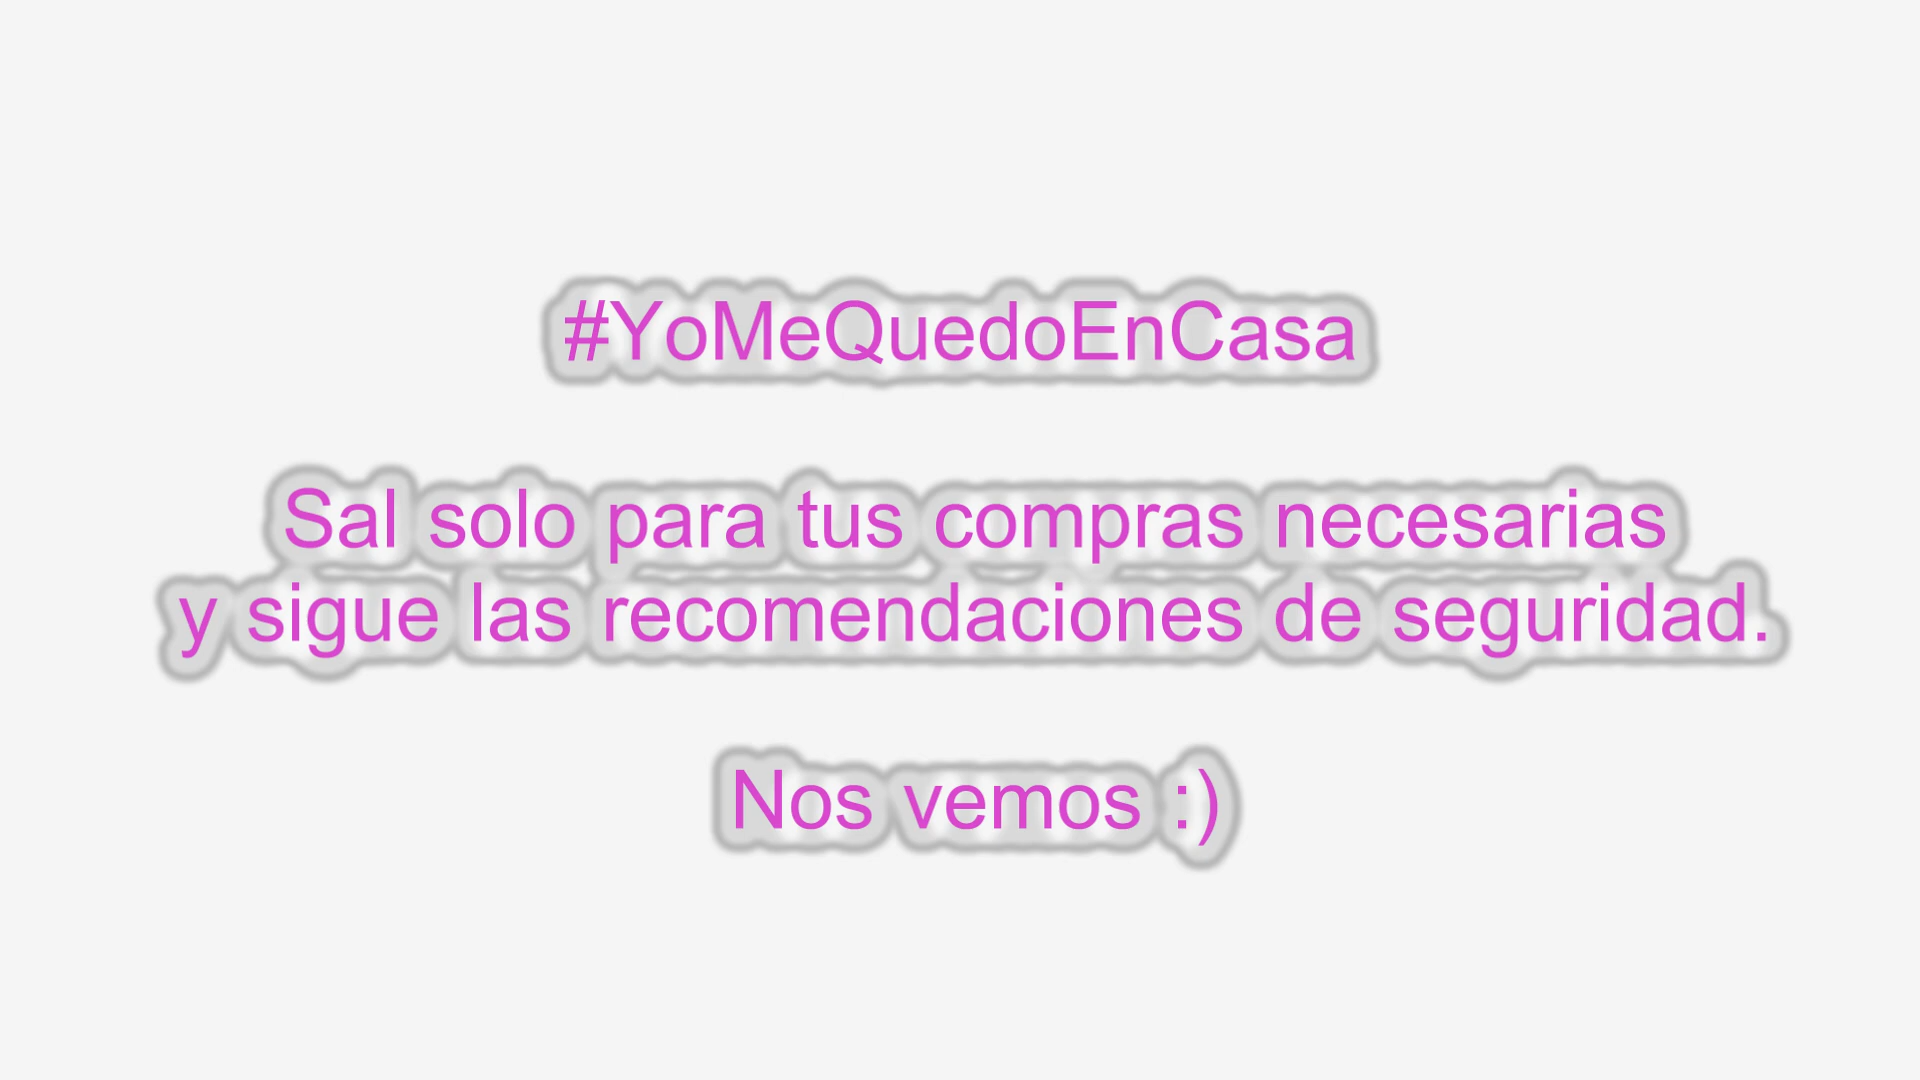 #YoMeQuedoEnCasa
Sal solo para tus compras necesarias
y sigue las recomendaciones de seguridad.
Nos vemos :)